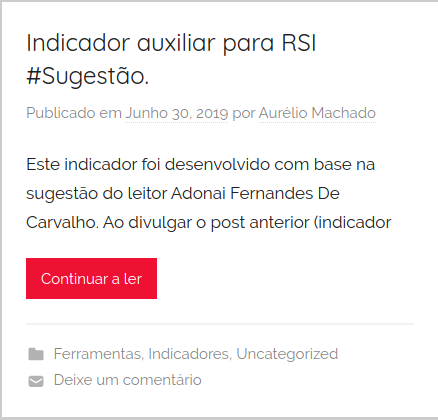 Indicador auxiliar para RSI
#Sugestão.
Publicado em Junho 30, 2019 por Aurélio Machado
Este indicador foi desenvolvido com base na
sugestão do leitor Adonai Fernandes De
Carvalho. Ao divulgar o post anterior (indicador
Continuar a ler
Ferramentas, Indicadores, Uncategorized
Deixe um comentário